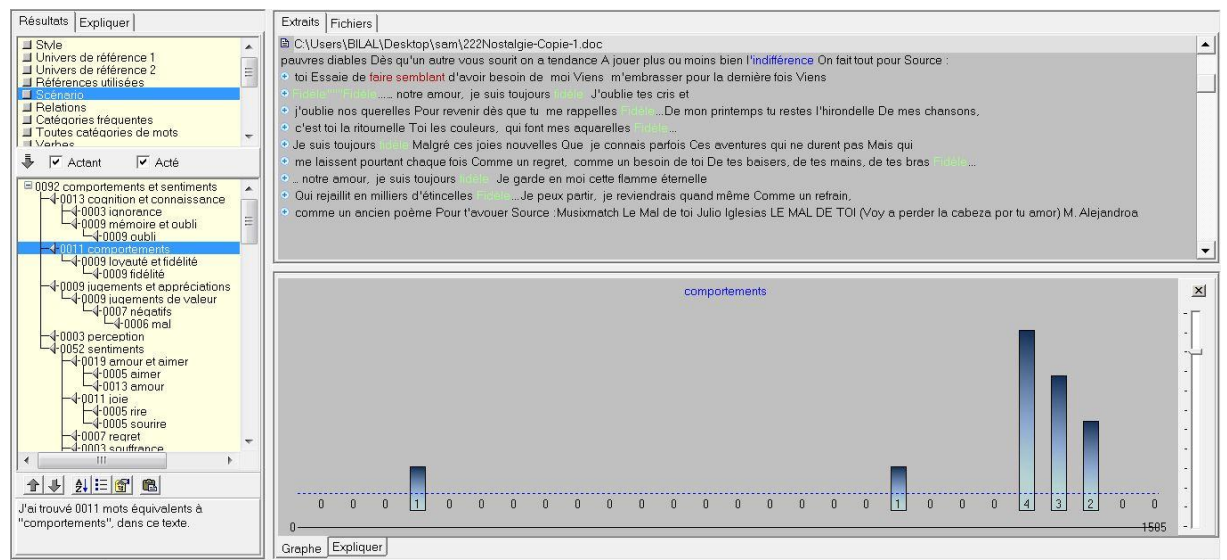 Résultats
Expliquer
Style
Univers de référence 1
Univers de référence 2
Références utilisées
Scénario
Relations
Catégories fréquentes
Toutes catégories de mots
Verbes
Actant
Acté
0092 comportements et sentiments
0013 cognition et connaissance
0003 ignorance
0009 mémoire et oubli
0009 oubli
0011 comportements
0009 loyauté et fidélité
0009 fidélité
0009 jugements et appréciations
0009 jugements de valeur
0007 négatifs
0006 mal
0003 perception
0052 sentiments
0019 amour et aimer
0005 aimer
0013 amour
0011 joie
0005 rire
0005 sourire
0007 regret
0003 souffrance
J'ai trouvé 0011 mots équivalents à
"comportements", dans ce texte.
Extraits
Fichiers
C:\Users\BILAL\Desktop\sam\222Nostalgie-Copie-1.doc
pauvres diables Dès qu'un autre vous sourit on a tendance A jouer plus ou moins bien l'indifférence On fait tout pour Source :
toi Essaie de faire semblant d'avoir besoin de moi Viens m'embrasser pour la dernière fois Viens
Fidèle""'Fidèle..... notre amour, je suis toujours fidèle. J'oublie tes cris et
j'oublie nos querelles Pour revenir dès que tu me rappelles Fidèle...De mon printemps tu restes l'hirondelle De mes chansons,
c'est toi la ritournelle Toi les couleurs, qui font mes aquarelles Fidèle...
Je suis toujours fidèle Malgré ces joies nouvelles Que je connais parfois Ces aventures qui ne durent pas Mais qui
me laissent pourtant chaque fois Comme un regret, comme un besoin de toi De tes baisers, de tes mains, de tes bras Fidèle...
.. notre amour, je suis toujours fidèle. Je garde en moi cette flamme éternelle
Qui rejaillit en milliers d'étincelles Fidèle...Je peux partir, je reviendrais quand même Comme un refrain,
comme un ancien poème Pour t'avouer Source :Musixmatch Le Mal de toi Julio Iglesias LE MAL DE TOI (Voy a perder la cabeza por tu amor) M. Alejandroa
comportements
0 0 0 1 0 0 0 0 0 0 0 0 0 0 0 0 0 1 0 0 0 4 3 2 0 0
0 1505
Graphe
Expliquer